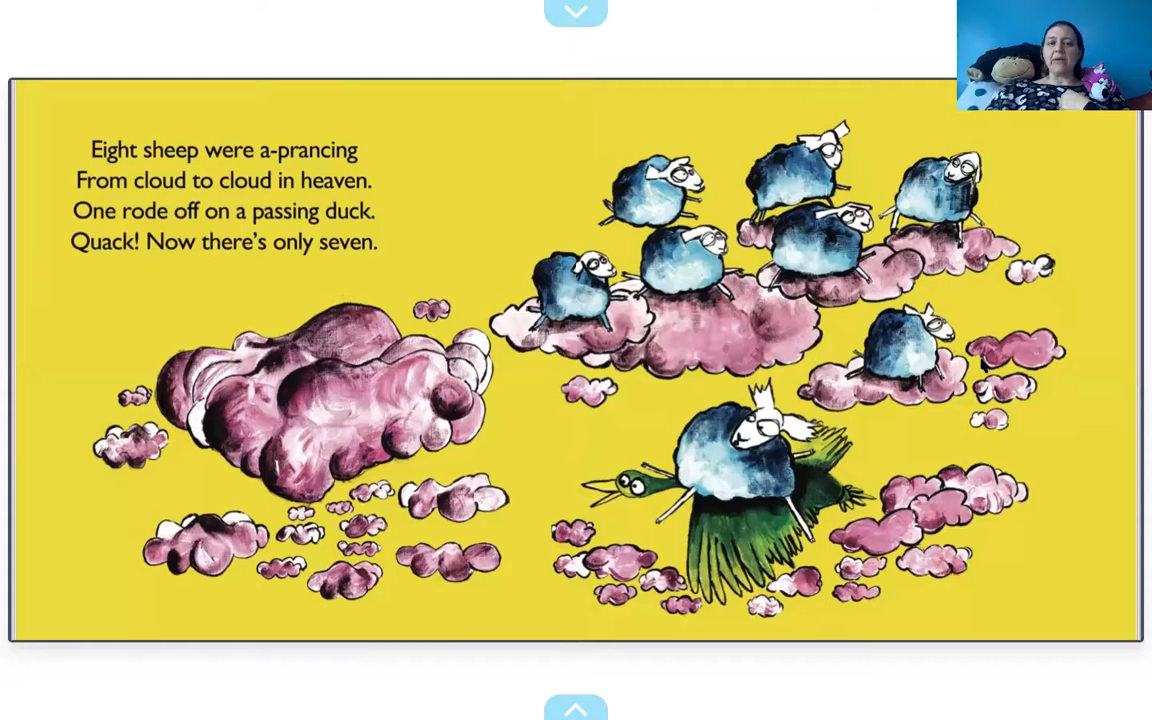 Eight sheep were a-prancing
From cloud to cloud in heaven.
One rode off on a passing duck.
Quack! Now there's only seven.